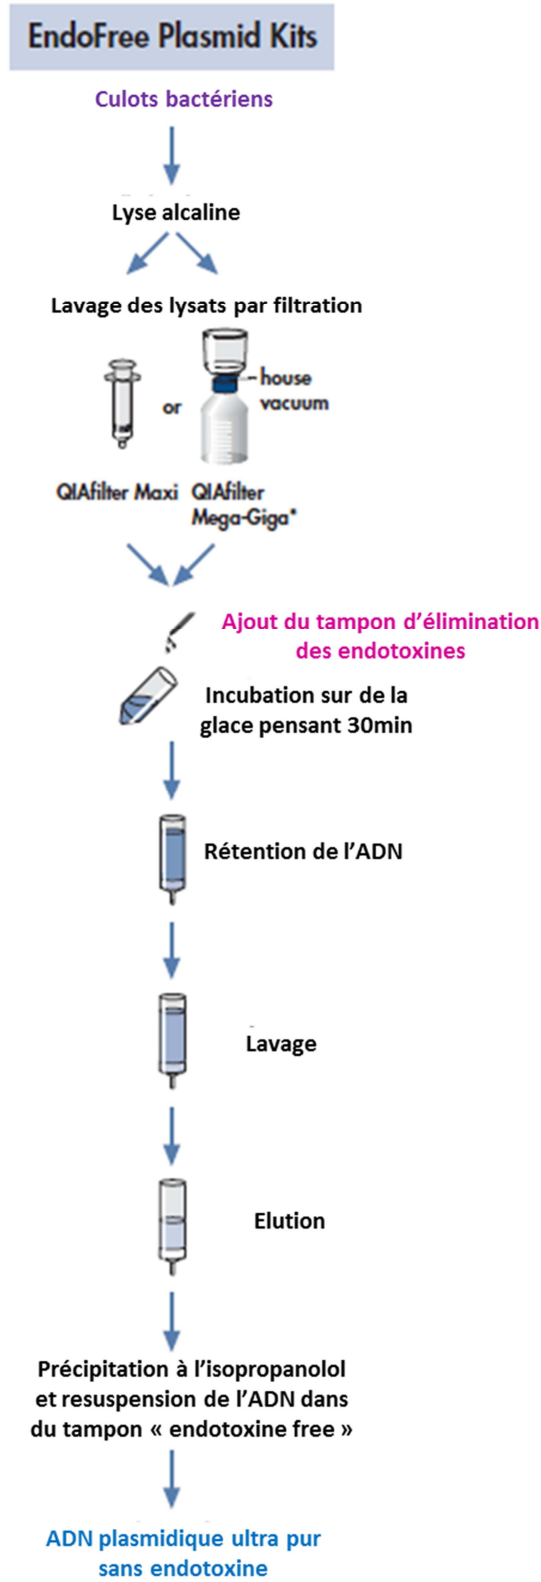 EndoFree Plasmid Kits
Culots bactériens
Lyse alcaline
Lavage des lysats par filtration
house
vacuum
or
QIAfilter Maxi
QIAfilter
Mega-Giga*
Ajout du tampon d’élimination
des endotoxines
Incubation sur de la
glace pensant 30min
Rétention de l’ADN
Lavage
Elution
Précipitation à l’isopropanolol
et resuspension de l’ADN dans
du tampon « endotoxine free »
ADN plasmidique ultra pur
sans endotoxine